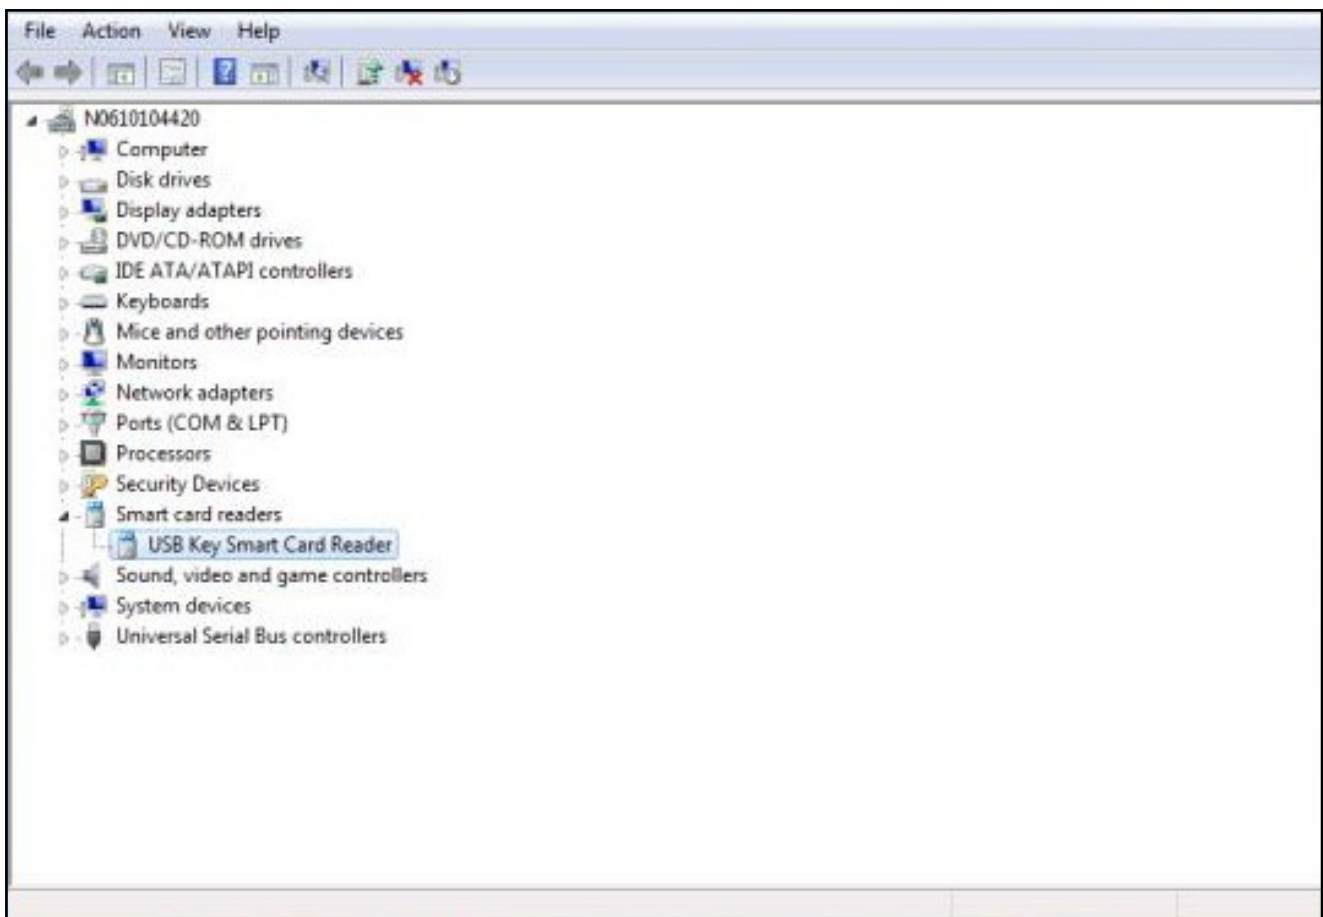 File Action View Help
N0610104420
Computer
Disk drives
Display adapters
DVD/CD-ROM drives
IDE ATA/ATAPI controllers
Keyboards
Mice and other pointing devices
Monitors
Network adapters
Ports (COM & LPT)
Processors
Security Devices
Smart card readers
USB Key Smart Card Reader
Sound, video and game controllers
System devices
Universal Serial Bus controllers